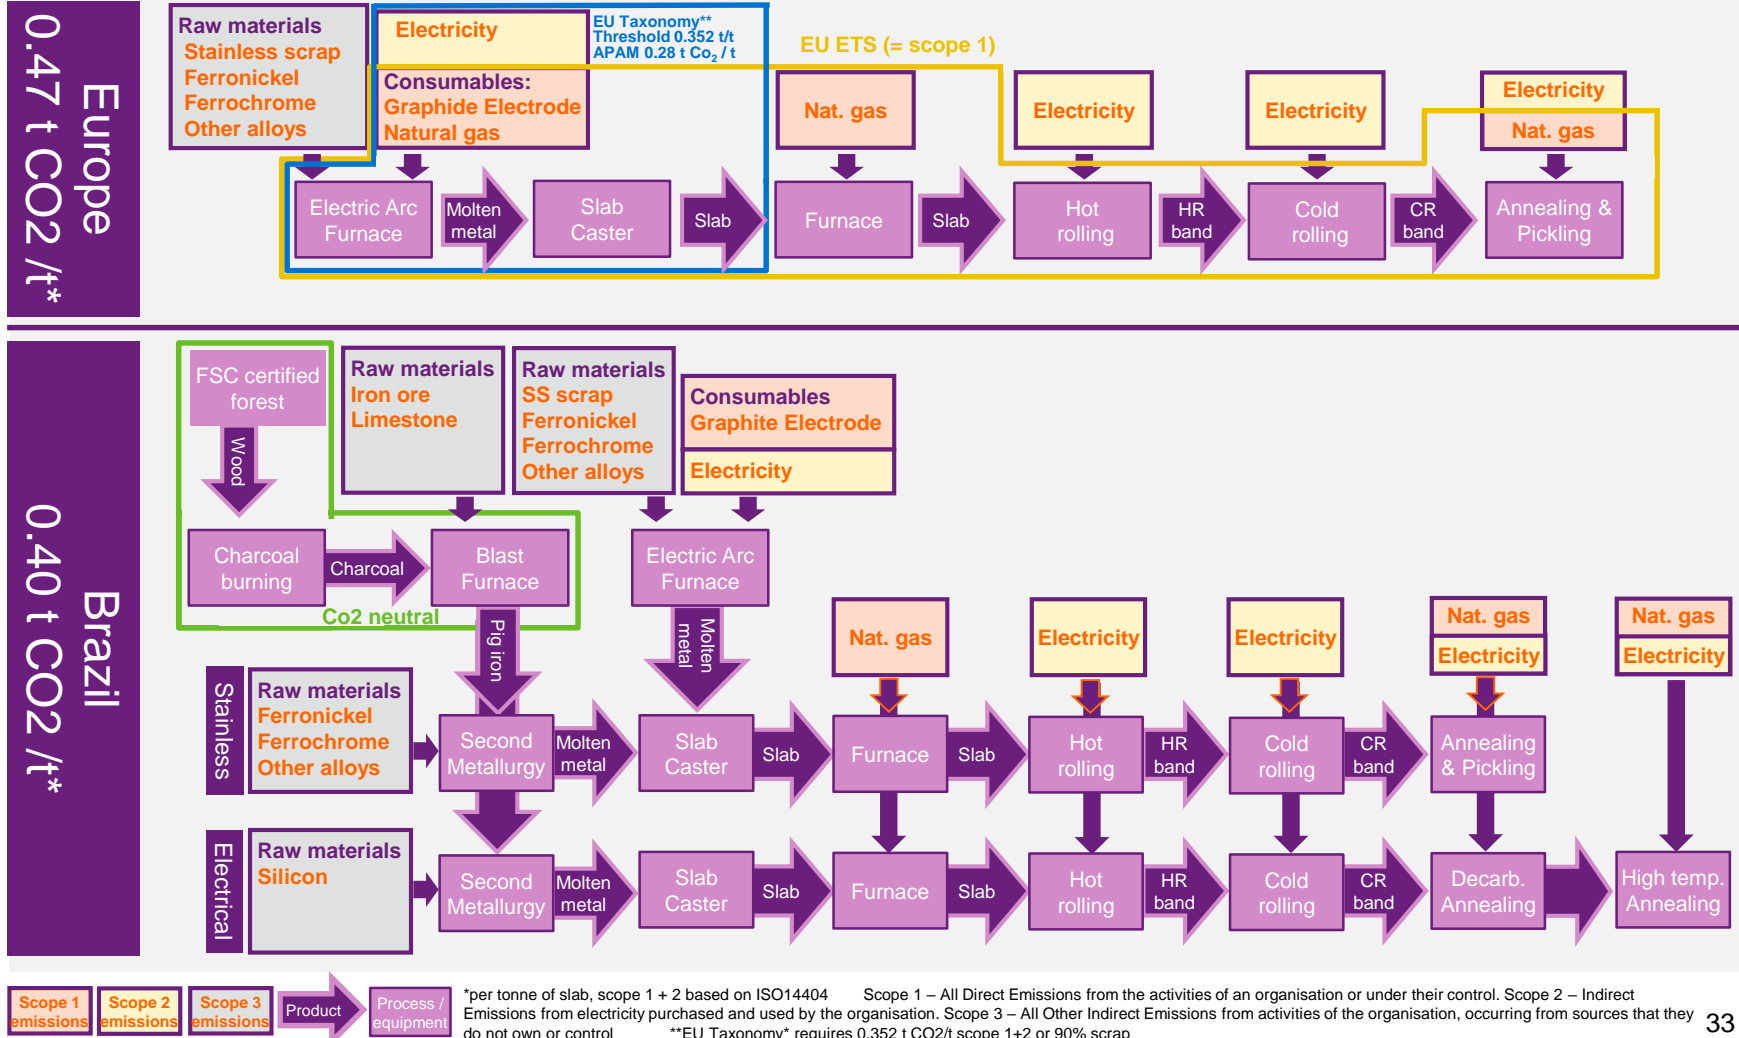 Europe
0.47 t CO2 /t*
Raw materials
Stainless scrap
Ferronickel
Ferrochrome
Other alloys
Electricity
Consumables:
Graphide Electrode
Natural gas
EU Taxonomy**
Threshold 0.352 t/t
APAM 0.28 t Co2 / t
EU ETS (= scope 1)
Nat. gas
Electricity
Electricity
Electricity
Nat. gas
Electric Arc
Furnace
Molten
metal
Slab
Caster
Slab
Furnace
Slab
Hot
rolling
HR
band
Cold
rolling
CR
band
Annealing &
Pickling
Brazil
0.40 t CO2 /t*
FSC certified
forest
Wood
Raw materials
Iron ore
Limestone
Raw materials
SS scrap
Ferronickel
Ferrochrome
Other alloys
Consumables
Graphite Electrode
Electricity
Charcoal
burning
Charcoal
Blast
Furnace
Co2 neutral
Electric Arc
Furnace
Pig iron
Molten
metal
Nat. gas
Electricity
Electricity
Nat. gas
Electricity
Nat. gas
Electricity
Stainless
Raw materials
Ferronickel
Ferrochrome
Other alloys
Second
Metallurgy
Molten
metal
Slab
Caster
Slab
Furnace
Slab
Hot
rolling
HR
band
Cold
rolling
CR
band
Annealing
& Pickling
Electrical
Raw materials
Silicon
Second
Metallurgy
Molten
metal
Slab
Caster
Slab
Furnace
Slab
Hot
rolling
HR
band
Cold
rolling
CR
band
Decarb.
Annealing
High temp.
Annealing
Scope 1
emissions
Scope 2
emissions
Scope 3
emissions
Product
Process /
equipment
*per tonne of slab, scope 1 + 2 based on ISO14404 Scope 1 – All Direct Emissions from the activities of an organisation or under their control. Scope 2 – Indirect
Emissions from electricity purchased and used by the organisation. Scope 3 – All Other Indirect Emissions from activities of the organisation, occurring from sources that they
do not own or control **EU Taxonomy* requires 0.352 t CO2/t scope 1+2 or 90% scrap
33